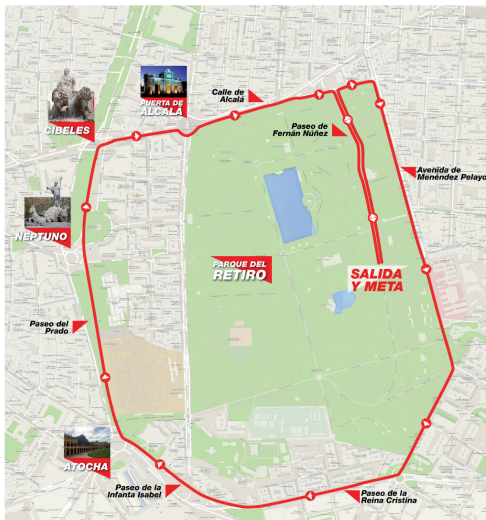 PUERTA DE
ALCALÁ
Calle de
Alcalá
CIBELES
Paseo de
Fernán Núñez
Avenida de
Menéndez Pelayo
NEPTUNO
PARQUE DEL
RETIRO
SALIDA
Y META
Paseo del
Prado
ATOCHA
Paseo de la
Infanta Isabel
Paseo de la
Reina Cristina